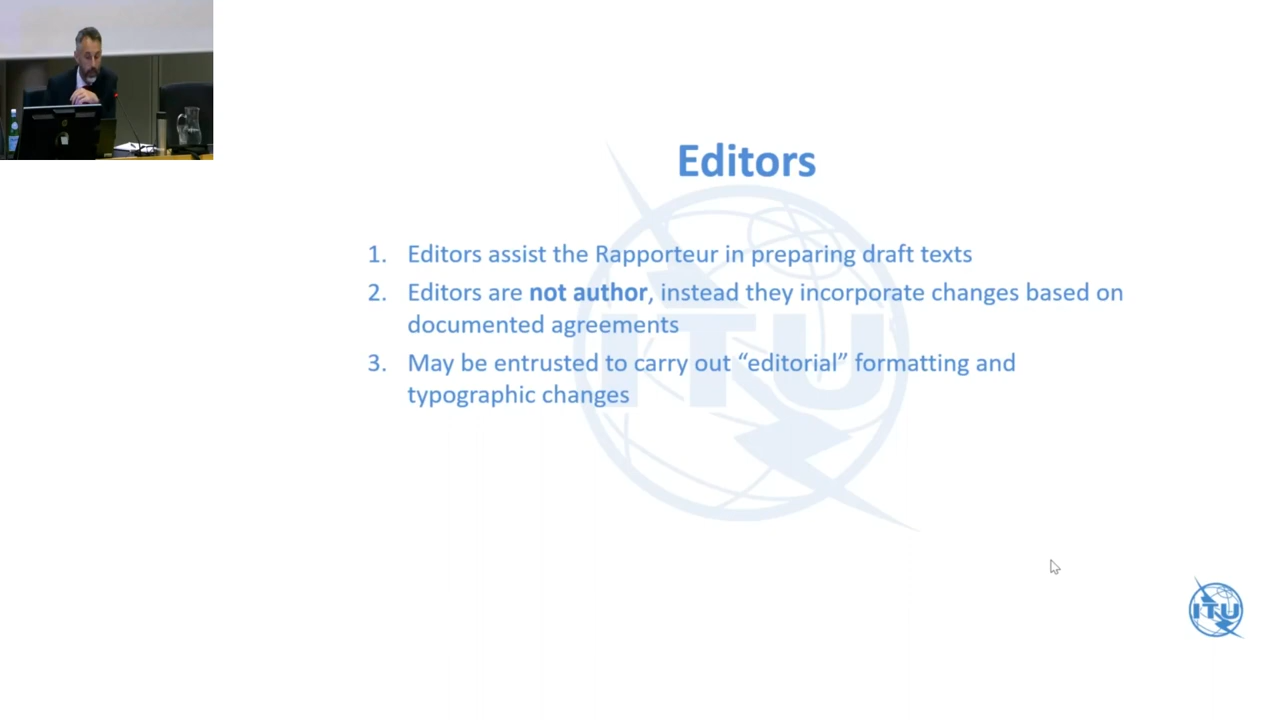 Editors
1. Editors assist the Rapporteur in preparing draft texts
2. Editors are not author, instead they incorporate changes based on
documented agreements
3. May be entrusted to carry out “editorial” formatting and
typographic changes
ITU
ITU